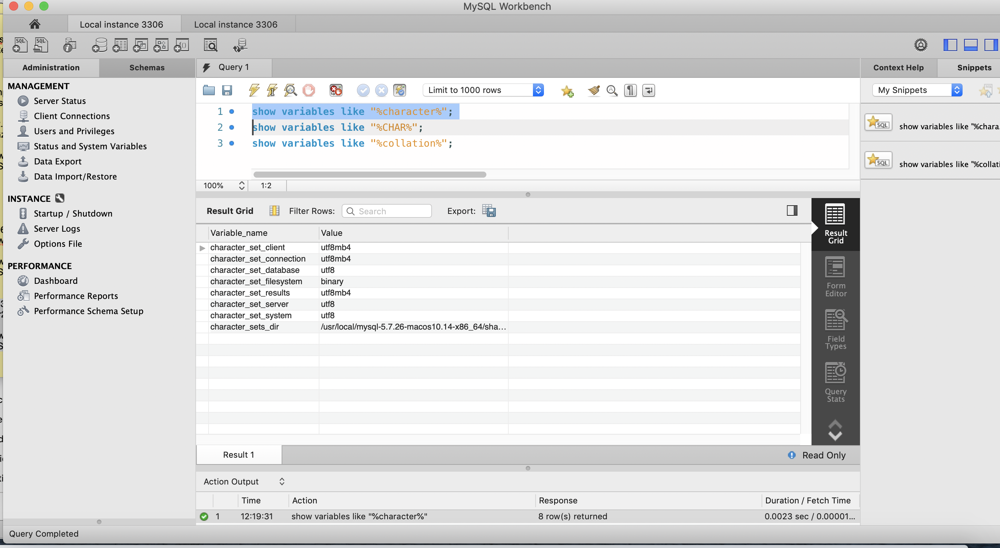 MySQL Workbench
Local instance 3306
Local instance 3306
Administration
Schemas
Query 1
Context Help
Snippets
MANAGEMENT
Server Status
Client Connections
Users and Privileges
Status and System Variables
Data Export
Data Import/Restore
INSTANCE
Startup / Shutdown
Server Logs
Options File
PERFORMANCE
Dashboard
Performance Reports
Performance Schema Setup
Limit to 1000 rows
1 show variables like "%character%";
2 show variables like "%CHAR%";
3 show variables like "%collation%";
100% 1:2
My Snippets
SQL show variables like "%chara
SQL show variables like "%collati
Result Grid Filter Rows: Search Export:
Variable_name Value
character_set_client utf8mb4
character_set_connection utf8mb4
character_set_database utf8
character_set_filesystem binary
character_set_results utf8mb4
character_set_server utf8
character_set_system utf8
character_sets_dir /usr/local/mysql-5.7.26-macos10.14-x86_64/sha...
Result
Grid
Form
Editor
Field
Types
Query
Stats
Result 1
Read Only
Action Output
Time Action Response Duration / Fetch Time
1 12:19:31 show variables like "%character%" 8 row(s) returned 0.0023 sec / 0.00001...
Query Completed